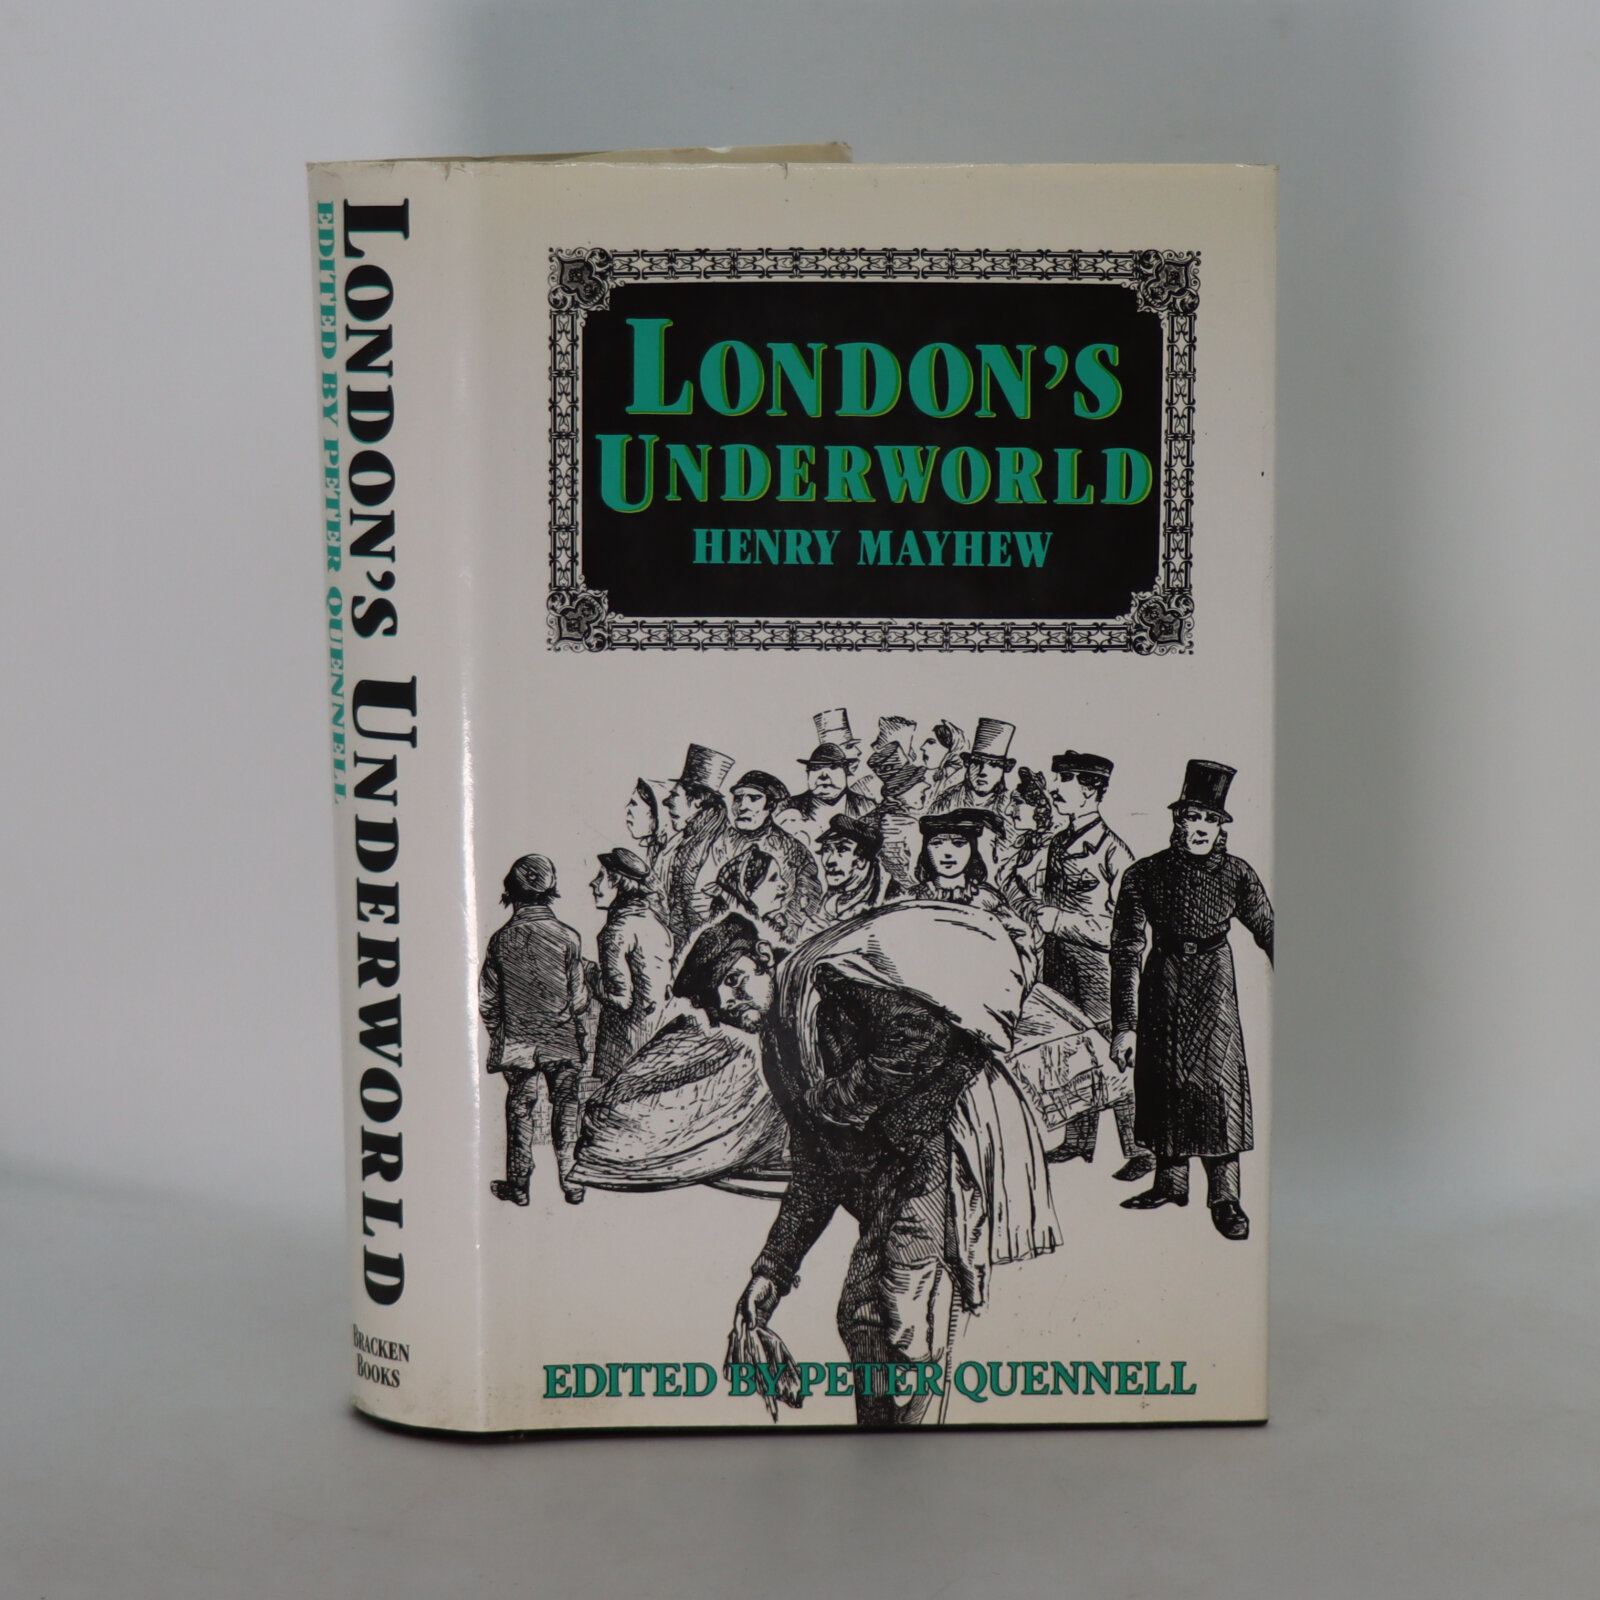 LONDON'S UNDERWORLD
EDITED BY PETER QUENNELL
BRACKEN
BOOKS
LONDON'S
UNDERWORLD
HENRY MAYHEW
EDITED BY PETER QUENNELL